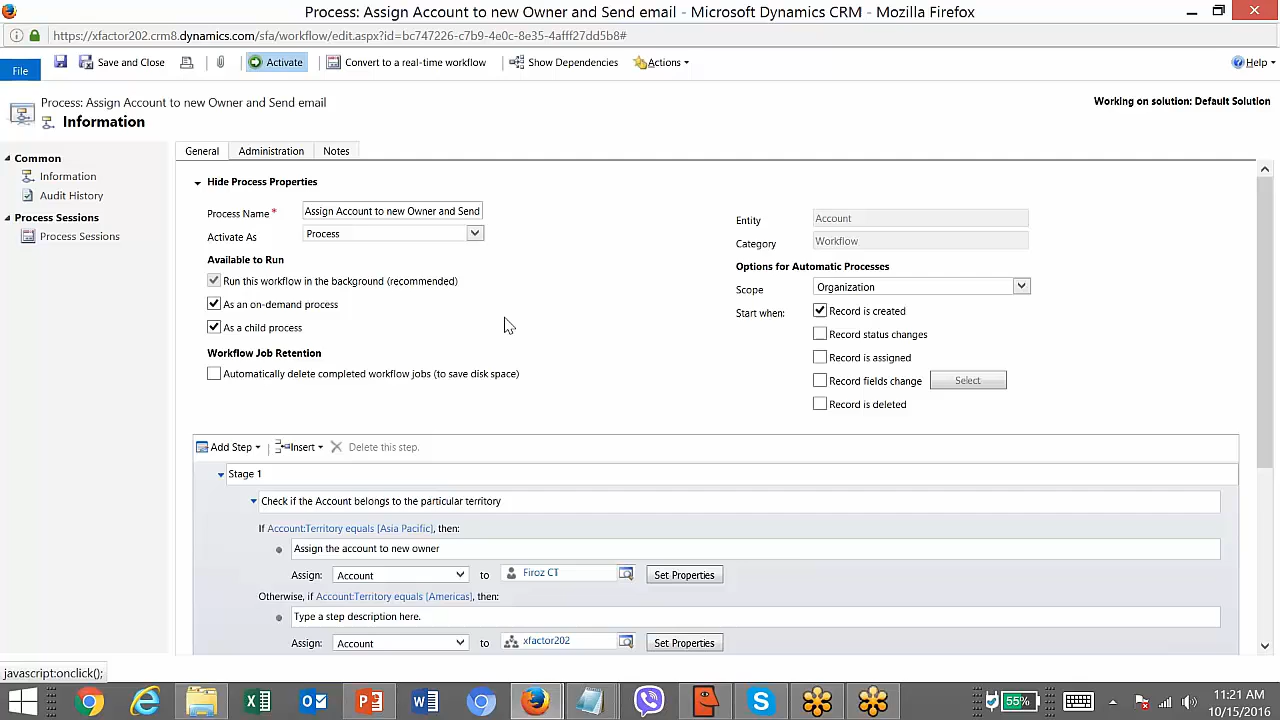 Process: Assign Account to new Owner and Send email - Microsoft Dynamics CRM - Mozilla Firefox
https://xfactor202.crm8.dynamics.com/sfa/workflow/edit.aspx?id=bc747226-c7b9-4e0c-8e35-4afff27dd5b8#
File
Save and Close
Activate
Convert to a real-time workflow
Show Dependencies
Actions
Help
Process: Assign Account to new Owner and Send email
Information
Working on solution: Default Solution
Common
Information
Audit History
Process Sessions
Process Sessions
General
Administration
Notes
Hide Process Properties
Process Name *
Assign Account to new Owner and Send
Activate As
Process
Available to Run
Run this workflow in the background (recommended)
As an on-demand process
As a child process
Workflow Job Retention
Automatically delete completed workflow jobs (to save disk space)
Entity
Account
Category
Workflow
Options for Automatic Processes
Scope
Organization
Start when:
Record is created
Record status changes
Record is assigned
Record fields change
Select
Record is deleted
Add Step
Insert
Delete this step.
Stage 1
Check if the Account belongs to the particular territory
If Account:Territory equals [Asia Pacific], then:
Assign the account to new owner
Assign: Account to Firoz CT Set Properties
Otherwise, if Account:Territory equals [Americas], then:
Type a step description here.
Assign: Account to xfactor202 Set Properties
javascript:onclick();
55%
11:21 AM
10/15/2016